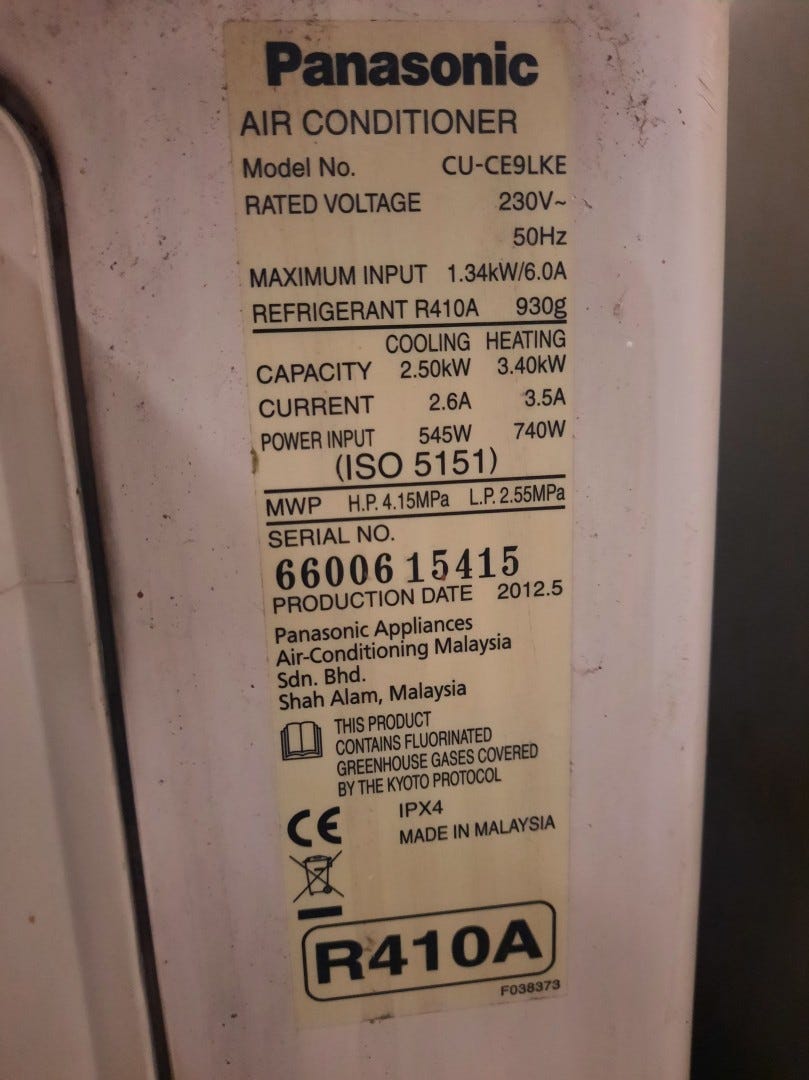 Panasonic
AIR CONDITIONER
Model No. CU-CE9LKE
RATED VOLTAGE 230V~
50Hz
MAXIMUM INPUT 1.34kW/6.0A
REFRIGERANT R410A 930g
COOLING HEATING
CAPACITY 2.50kW 3.40kW
CURRENT 2.6A 3.5A
POWER INPUT 545W 740W
(ISO 5151)
MWP H.P. 4.15MPa L.P. 2.55MPa
SERIAL NO.
66006 15415
PRODUCTION DATE 2012.5
Panasonic Appliances
Air-Conditioning Malaysia
Sdn. Bhd.
Shah Alam, Malaysia
THIS PRODUCT
CONTAINS FLUORINATED
GREENHOUSE GASES COVERED
BY THE KYOTO PROTOCOL
IPX4
CE
MADE IN MALAYSIA
R410A
F038373